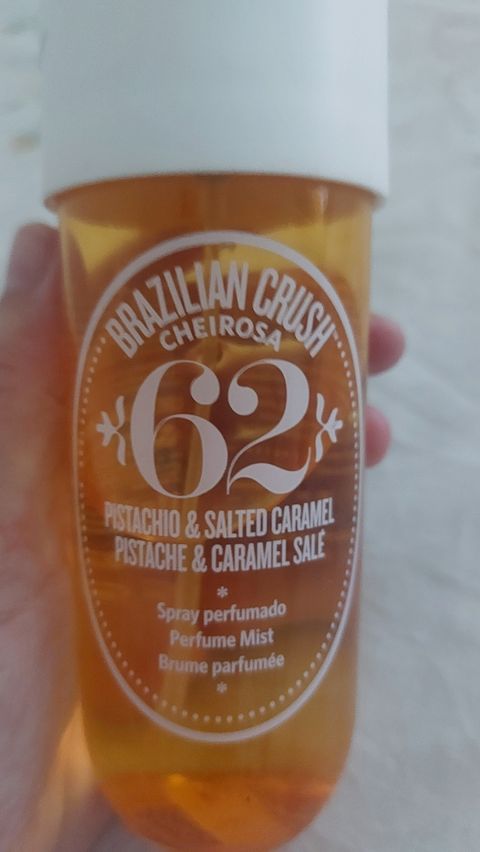 BRAZILIAN CRUSH
CHEIROSA
62
PISTACHIO & SALTED CARAMEL
PISTACHE & CARAMEL SALÉ
*
Spray perfumado
Perfume Mist
Brume parfumée
*